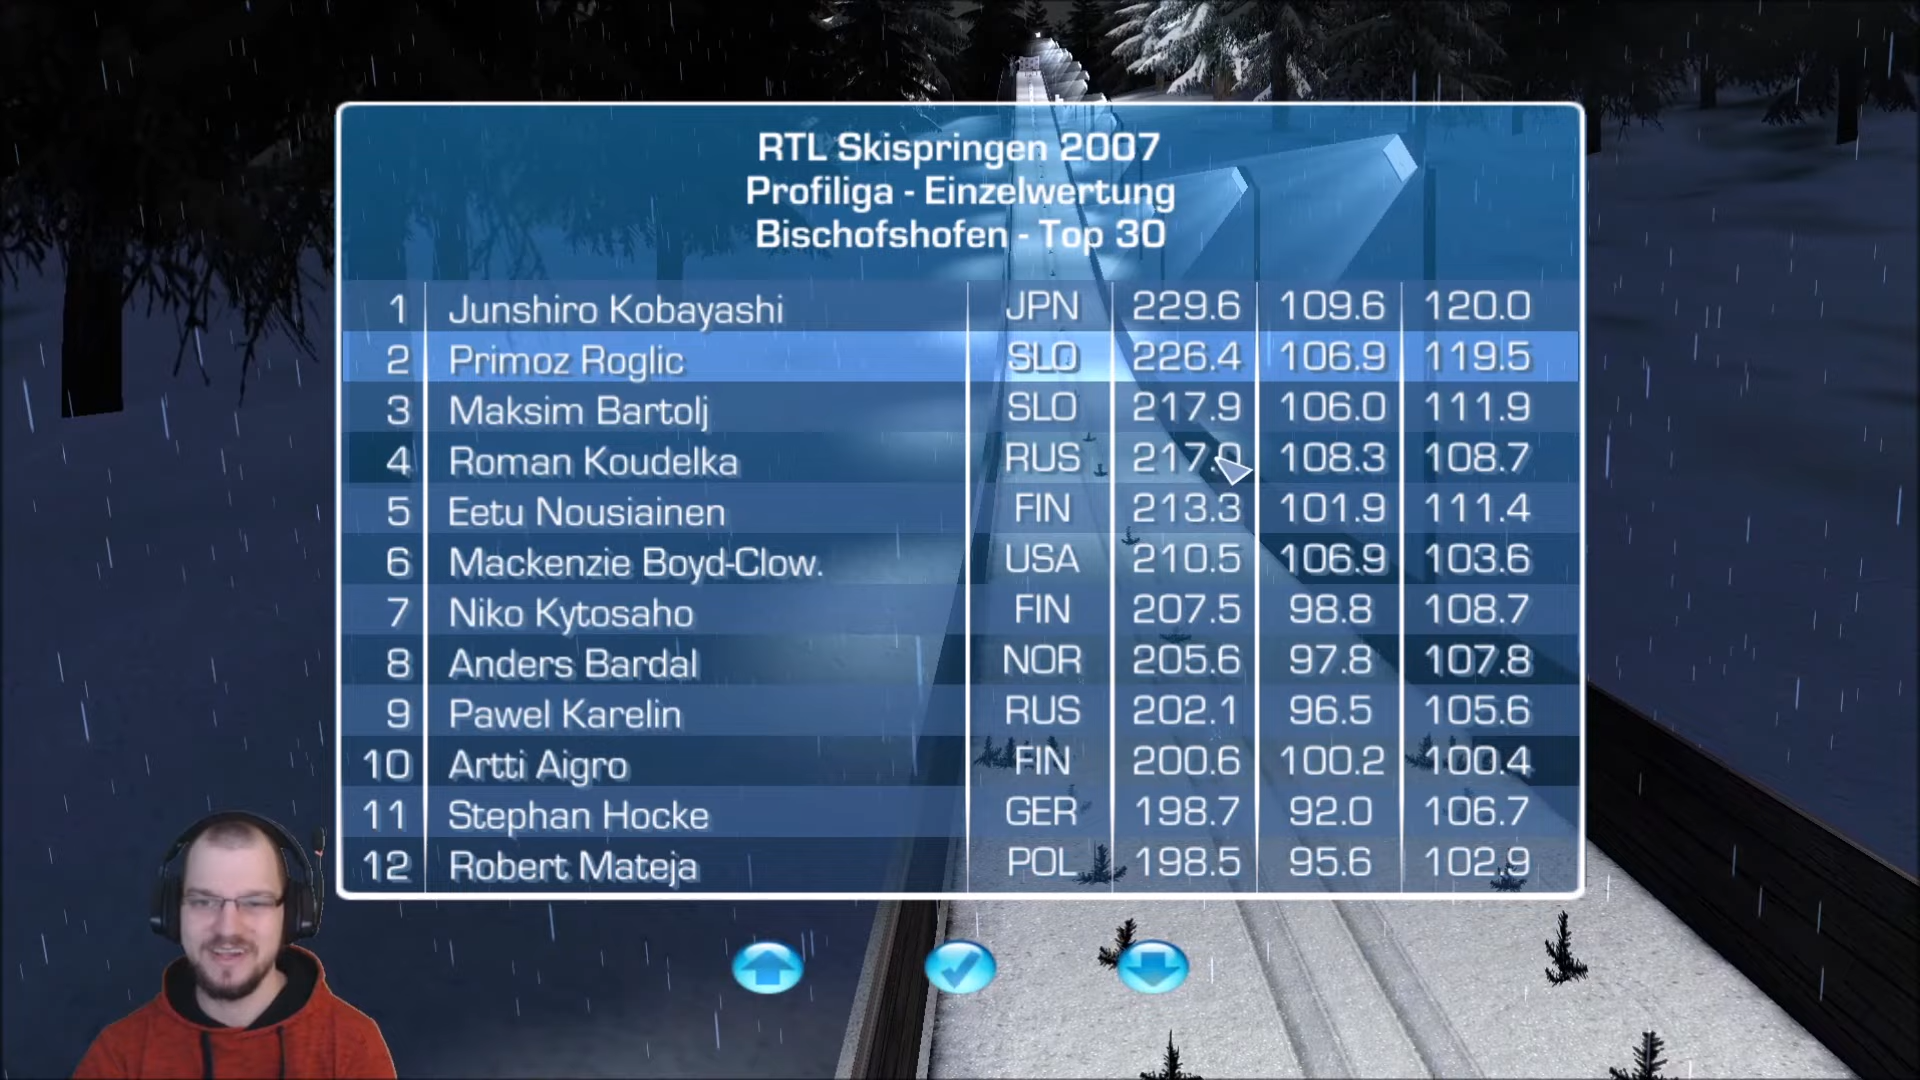 RTL Skispringen 2007
Profiliga - Einzelwertung
Bischofshofen - Top 30
1 Junshiro Kobayashi JPN 229.6 109.6 120.0
2 Primoz Roglic SLO 226.4 106.9 119.5
3 Maksim Bartolj SLO 217.9 106.0 111.9
4 Roman Koudelka RUS 217.0 108.3 108.7
5 Eetu Nousiainen FIN 213.3 101.9 111.4
6 Mackenzie Boyd-Clow. USA 210.5 106.9 103.6
7 Niko Kytosaho FIN 207.5 98.8 108.7
8 Anders Bardal NOR 205.6 97.8 107.8
9 Pawel Karelin RUS 202.1 96.5 105.6
10 Artti Aigro FIN 200.6 100.2 100.4
11 Stephan Hocke GER 198.7 92.0 106.7
12 Robert Mateja POL 198.5 95.6 102.9